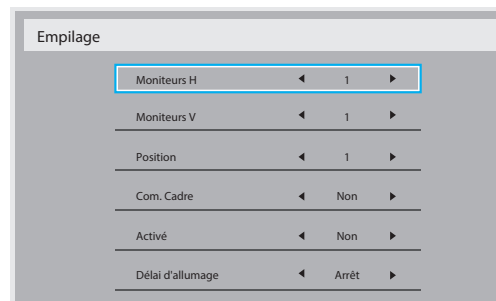 Empilage
Moniteurs H 1
Moniteurs V 1
Position 1
Com. Cadre Non
Activé Non
Délai d'allumage Arrêt